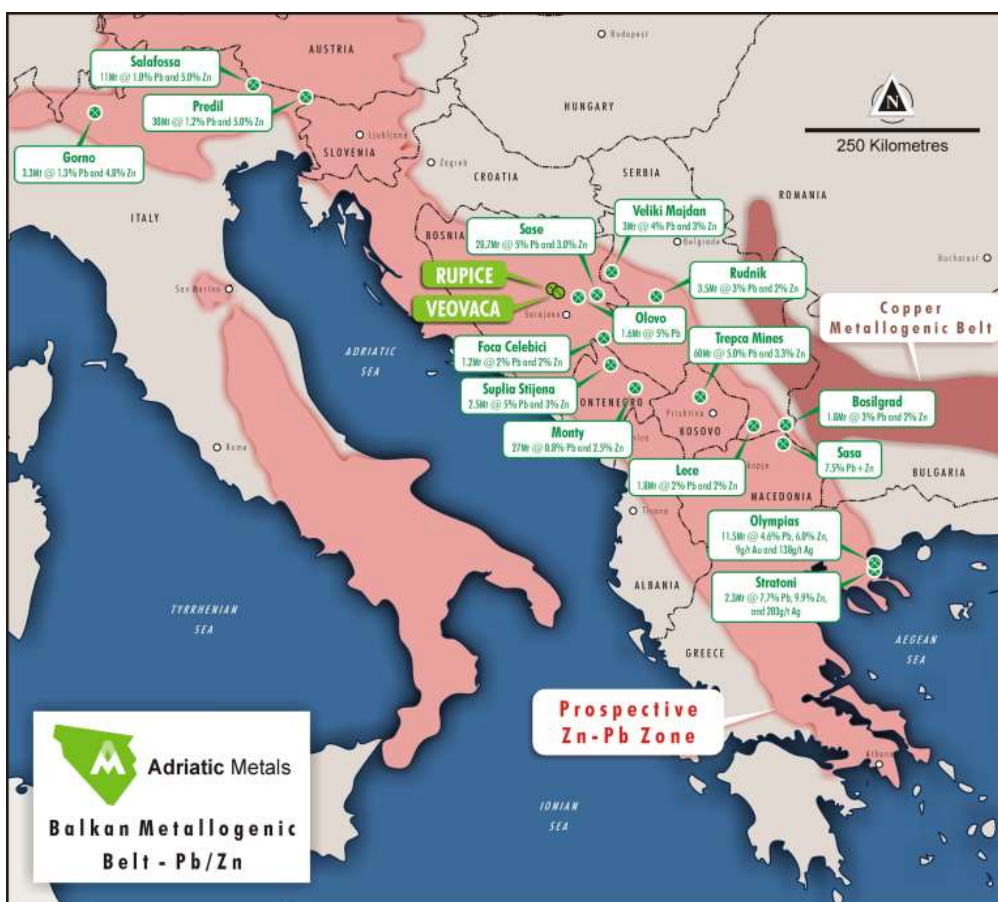 AUSTRIA
Budapest
Salafossa
11Mt @ 1.0% Pb and 5.0% Zn
Predil
30Mt @ 1.2% Pb and 5.0% Zn
N
250 Kilometres
HUNGARY
Ljubljana
SLOVENIA
Zagreb
Gorno
3.3Mt @ 1.3% Pb and 4.8% Zn
CROATIA
SERBIA
ROMANIA
ITALY
Veliki Majdan
3Mt @ 4% Pb and 3% Zn
Sase
28.7Mt @ 5% Pb and 3.0% Zn
BOSNIA
Belgrade
Bucharest
Rudnik
3.5Mt @ 3% Pb and 2% Zn
RUPICE
VEOVACA
San Marino
Sarajevo
Olovo
1.6Mt @ 5% Pb
Copper
Metallogenic Belt
ADRIATIC
SEA
Foca Celebici
1.2Mt @ 2% Pb and 2% Zn
Trepca Mines
60Mt @ 5.0% Pb and 3.3% Zn
Suplia Stijena
2.5Mt @ 5% Pb and 3% Zn
ONTENEGRO
Prishtina
KOSOVO
Bosilgrad
1.0Mt @ 3% Pb and 2% Zn
Monty
27Mt @ 0.8% Pb and 2.5% Zn
Rome
Sasa
7.5% Pb + Zn
Lece
1.8Mt @ 2% Pb and 2% Zn
kopje
BULGARIA
MACEDONIA
Tirana
Olympias
11.5Mt @ 4.6% Pb, 6.0% Zn,
9g/t Au and 130g/t Ag
ALBANIA
Stratoni
2.3Mt @ 7.7% Pb, 9.9% Zn,
and 203g/t Ag
TYRRHENIAN
SEA
AEGEAN
SEA
GREECE
Prospective
Zn-Pb Zone
Athens
Adriatic Metals
Balkan Metallogenic
Belt - Pb/Zn
IONIAN
SEA